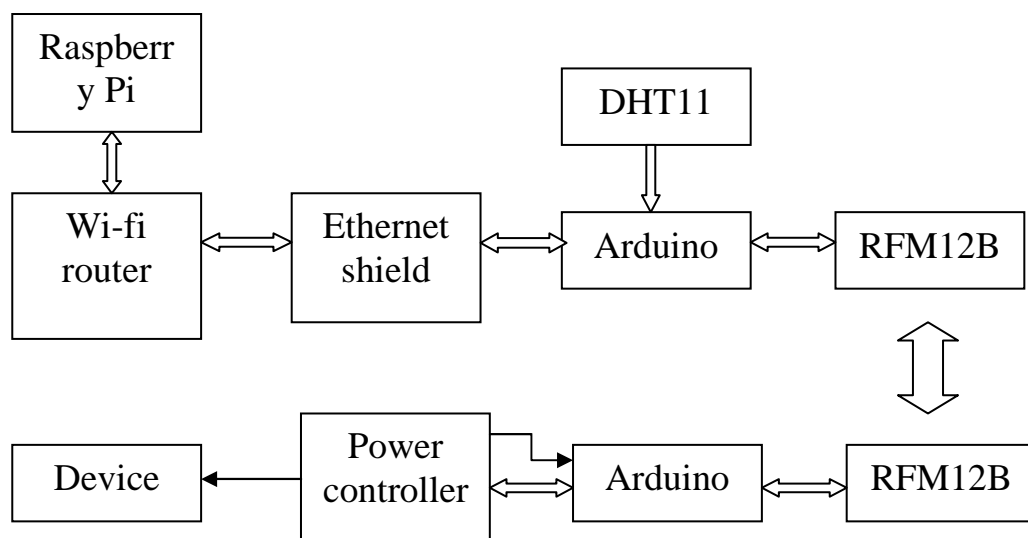 Raspberr
y Pi
DHT11
Wi-fi
router
Ethernet
shield
Arduino
RFM12B
Device
Power
controller
Arduino
RFM12B